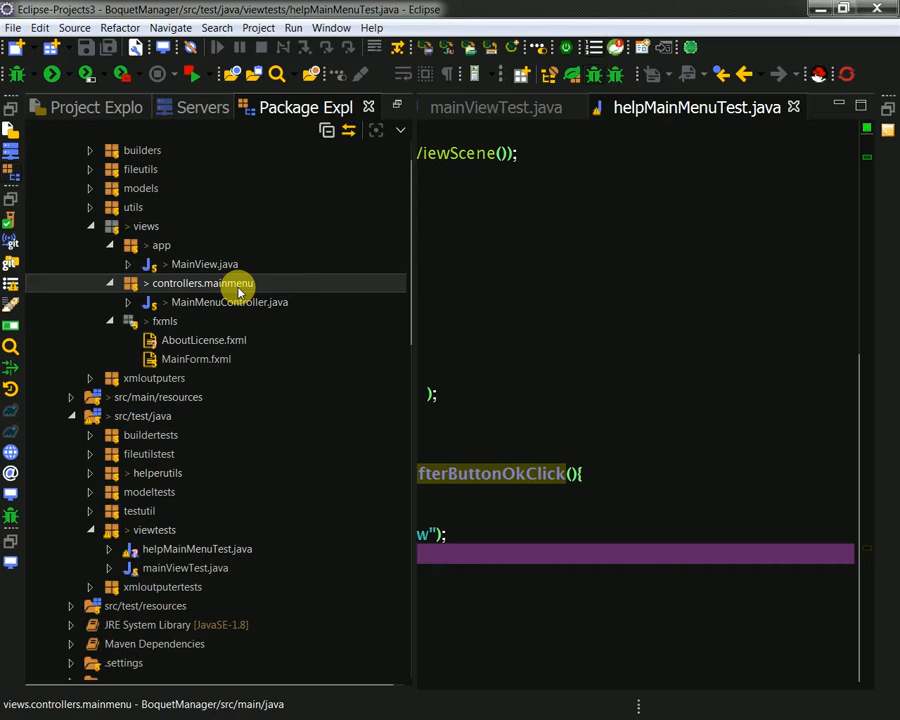 Eclipse-Projects3 - BoquetManager/src/test/java/viewtests/helpMainMenuTest.java - Eclipse
File Edit Source Refactor Navigate Search Project Run Window Help
Project Explo Servers Package Expl mainViewTest.java helpMainMenuTest.java
builders
/iewScene());
fileutils
models
utils
> views
> app
> MainView.java
> controllers.mainmenu
> MainMenuController.java
> fxmls
AboutLicense.fxml
MainForm.fxml
xmloutputers
> src/main/resources
);
> src/test/java
buildertests
fileutilstest
> helperutils
fterButtonOkClick(){
modeltests
testutil
> viewtests
w");
helpMainMenuTest.java
mainViewTest.java
xmloutputertests
src/test/resources
JRE System Library [JavaSE-1.8]
Maven Dependencies
.settings
views.controllers.mainmenu - BoquetManager/src/main/java